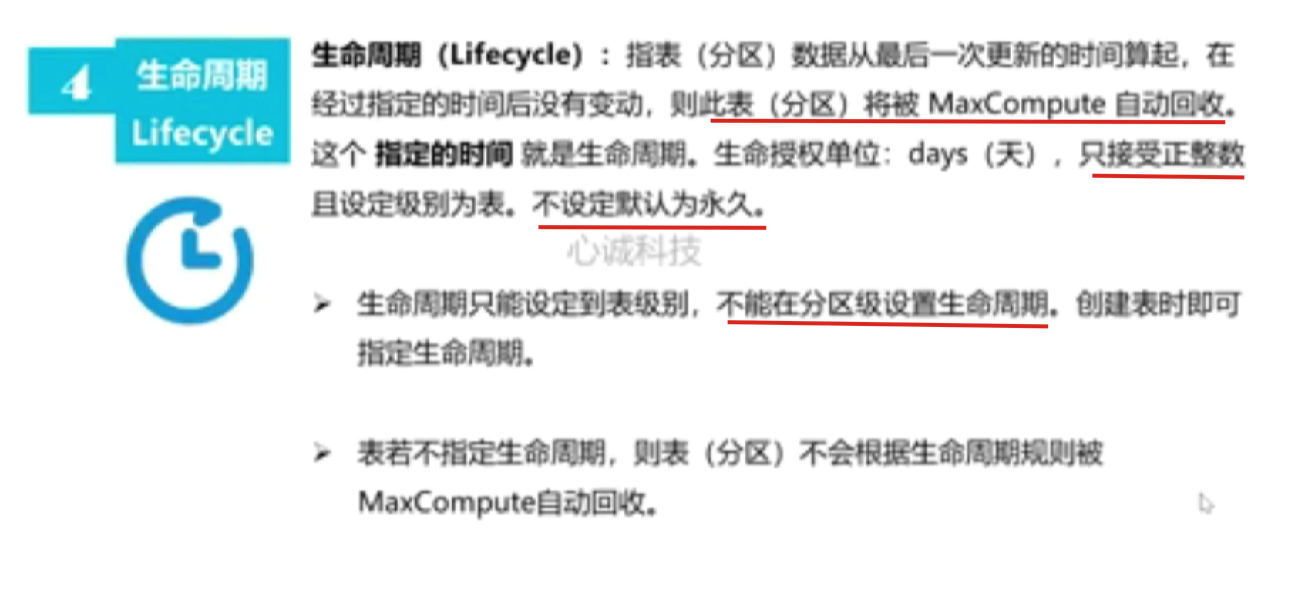 4
生命周期
Lifecycle
生命周期（Lifecycle）：指表（分区）数据从最后一次更新的时间算起，在
经过指定的时间后没有变动，则此表（分区）将被 MaxCompute 自动回收。
这个 指定的时间 就是生命周期。生命授权单位：days（天），只接受正整数
且设定级别为表。不设定默认为永久。
心诚科技
➢ 生命周期只能设定到表级别，不能在分区级设置生命周期。创建表时即可
指定生命周期。
➢ 表若不指定生命周期，则表（分区）不会根据生命周期规则被
MaxCompute自动回收。